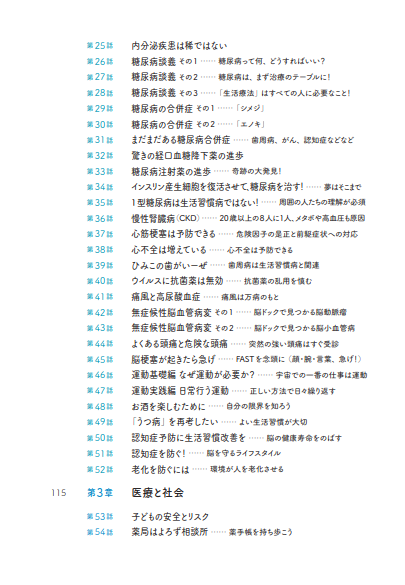 第25話 内分泌疾患は稀ではない
第26話 糖尿病談義 その1 …… 糖尿病って何、どうすればいい?
第27話 糖尿病談義 その2 …… 糖尿病は、まず治療のテーブルに!
第28話 糖尿病談義 その3 …… 「生活療法」はすべての人に必要なこと!
第29話 糖尿病の合併症 その1 …… 「シメジ」
第30話 糖尿病の合併症 その2 …… 「エノキ」
第31話 まだまだある糖尿病合併症 …… 歯周病、がん、認知症などなど
第32話 驚きの経口血糖降下薬の進歩
第33話 糖尿病注射薬の進歩 …… 奇跡の大発見!
第34話 インスリン産生細胞を復活させて、糖尿病を治す! …… 夢はそこまで
第35話 1型糖尿病は生活習慣病ではない! …… 周囲の人たちの理解が必須
第36話 慢性腎臓病(CKD) …… 20歳以上の8人に1人、メタボや高血圧も原因
第37話 心筋梗塞は予防できる …… 危険因子の是正と前駆症状への対応
第38話 心不全は増えている …… 心不全は予防できる
第39話 ひみこの歯がいーぜ …… 歯周病は生活習慣病と関連
第40話 ウイルスに抗菌薬は無効 …… 抗菌薬の乱用を慎む
第41話 痛風と高尿酸血症 …… 痛風は万病のもと
第42話 無症候性脳血管病変 その1 …… 脳ドックで見つかる脳動脈瘤
第43話 無症候性脳血管病変 その2 …… 脳ドックで見つかる脳小血管病
第44話 よくある頭痛と危険な頭痛 …… 突然の強い頭痛はすぐ受診
第45話 脳梗塞が起きたら急げ …… FASTを念頭に(顔・腕・言葉、急げ!)
第46話 運動基礎編 なぜ運動が必要か? …… 宇宙での一番の仕事は運動
第47話 運動実践編 日常行う運動 …… 正しい方法で日々繰り返す
第48話 お酒を楽しむために …… 自分の限界を知ろう
第49話 「うつ病」を再考したい …… よい生活習慣が大切
第50話 認知症予防に生活習慣改善を …… 脳の健康寿命をのばす
第51話 認知症を防ぐ! …… 脳を守るライフスタイル
第52話 老化を防ぐには …… 環境が人を老化させる
115 第3章 医療と社会
第53話 子どもの安全とリスク
第54話 薬局はよろず相談所 …… 薬手帳を持ち歩こう